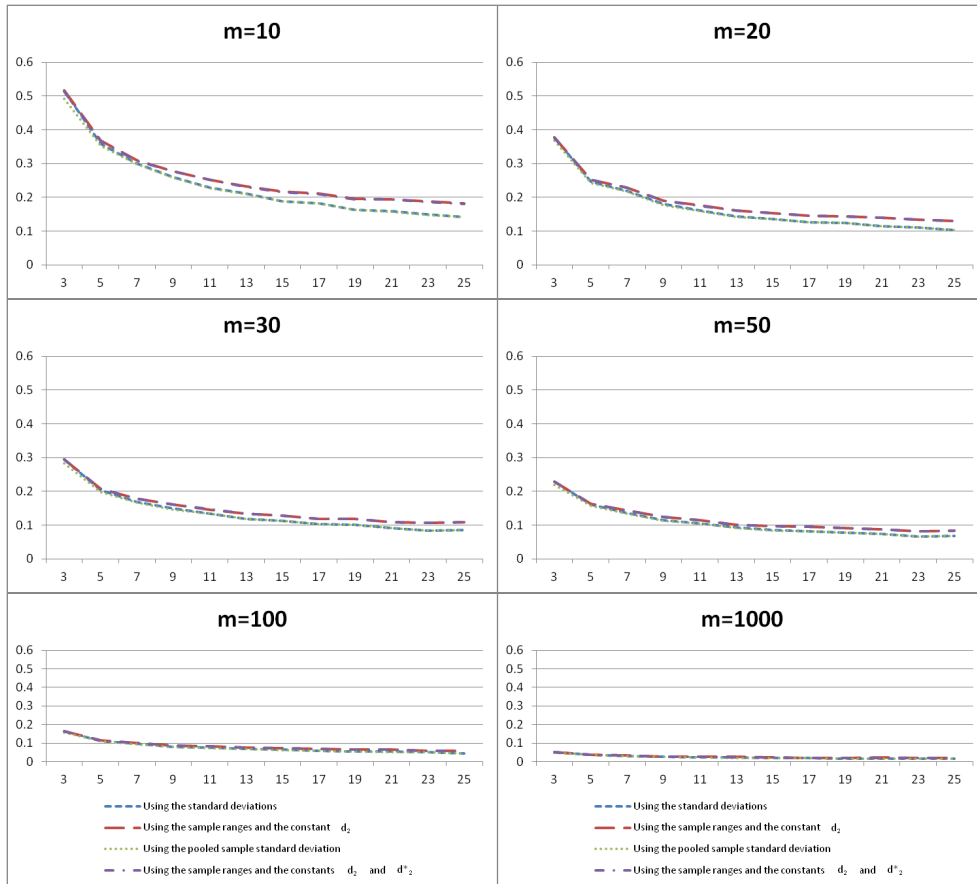 m=10
0.6
0.5
0.4
0.3
0.2
0.1
0
3 5 7 9 11 13 15 17 19 21 23 25
m=20
0.6
0.5
0.4
0.3
0.2
0.1
0
3 5 7 9 11 13 15 17 19 21 23 25
m=30
0.6
0.5
0.4
0.3
0.2
0.1
0
3 5 7 9 11 13 15 17 19 21 23 25
m=50
0.6
0.5
0.4
0.3
0.2
0.1
0
3 5 7 9 11 13 15 17 19 21 23 25
m=100
0.6
0.5
0.4
0.3
0.2
0.1
0
3 5 7 9 11 13 15 17 19 21 23 25
Using the standard deviations
Using the sample ranges and the constant d₂
Using the pooled sample standard deviation
Using the sample ranges and the constants d₂ and d*₂
m=1000
0.6
0.5
0.4
0.3
0.2
0.1
0
3 5 7 9 11 13 15 17 19 21 23 25
Using the standard deviations
Using the sample ranges and the constant d₂
Using the pooled sample standard deviation
Using the sample ranges and the constants d₂ and d*₂